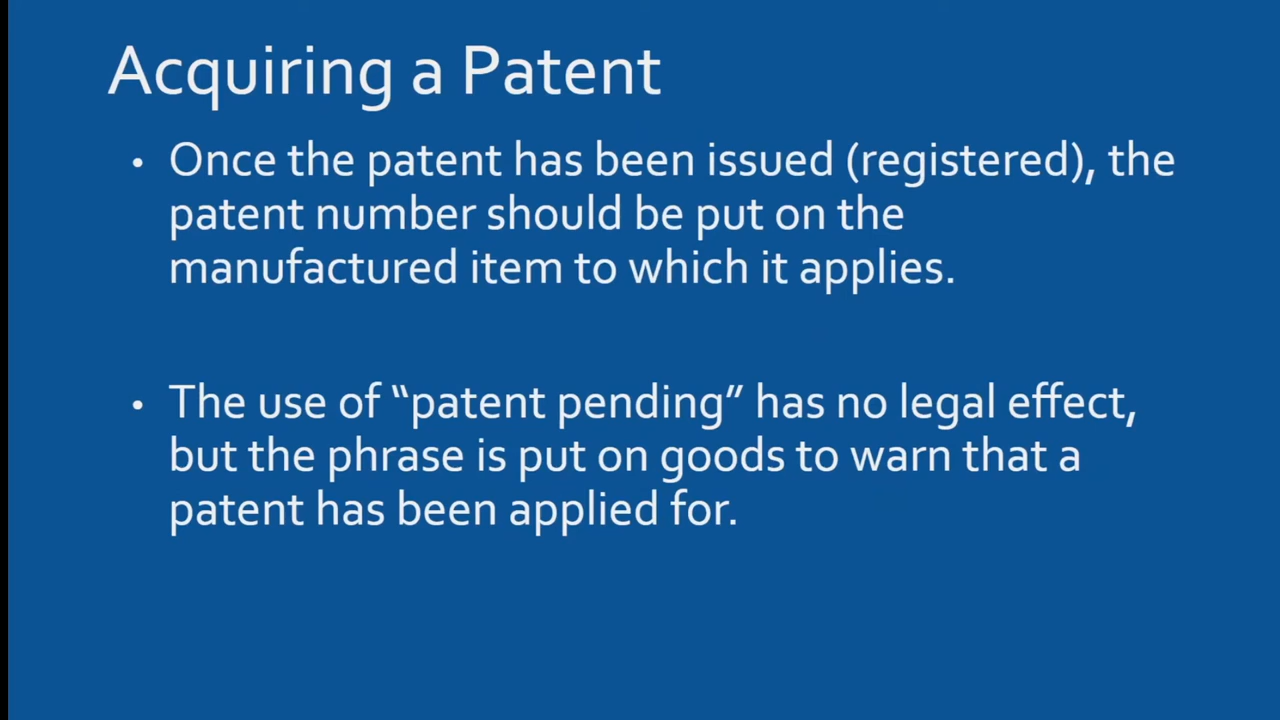 Acquiring a Patent
• Once the patent has been issued (registered), the
patent number should be put on the
manufactured item to which it applies.
• The use of “patent pending” has no legal effect,
but the phrase is put on goods to warn that a
patent has been applied for.